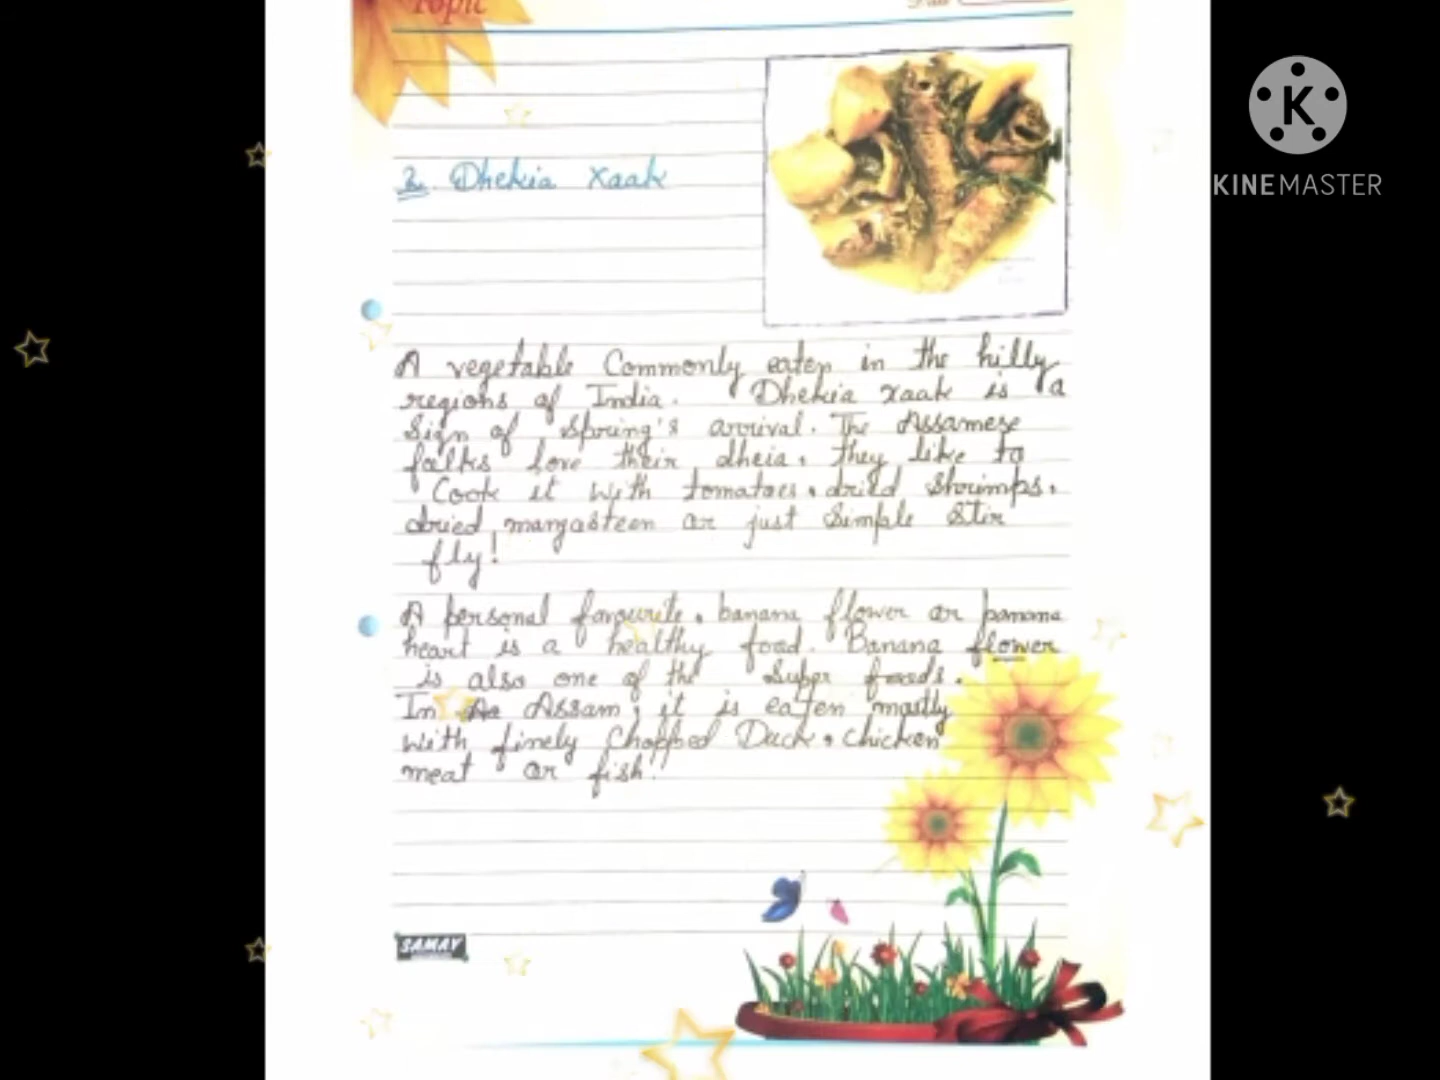 Topic
KINEMASTER
2. Dhekia Xaak
A vegetable Commonly eaten in the hilly
regions of India. Dhekia xaak is a
Sign of spring's arrival. The Assamese
folks love their dheia, they like to
Cook it with tomatoes, dried shrimps,
dried mangasteen or just simple stir
fly!
A personal favourite, banana flower or banana
heart is a healthy food. Banana flower
is also one of the super foods.
In Assam, it is eaten mostly
with finely chopped Duck, chicken
meat or fish!
SAMAY